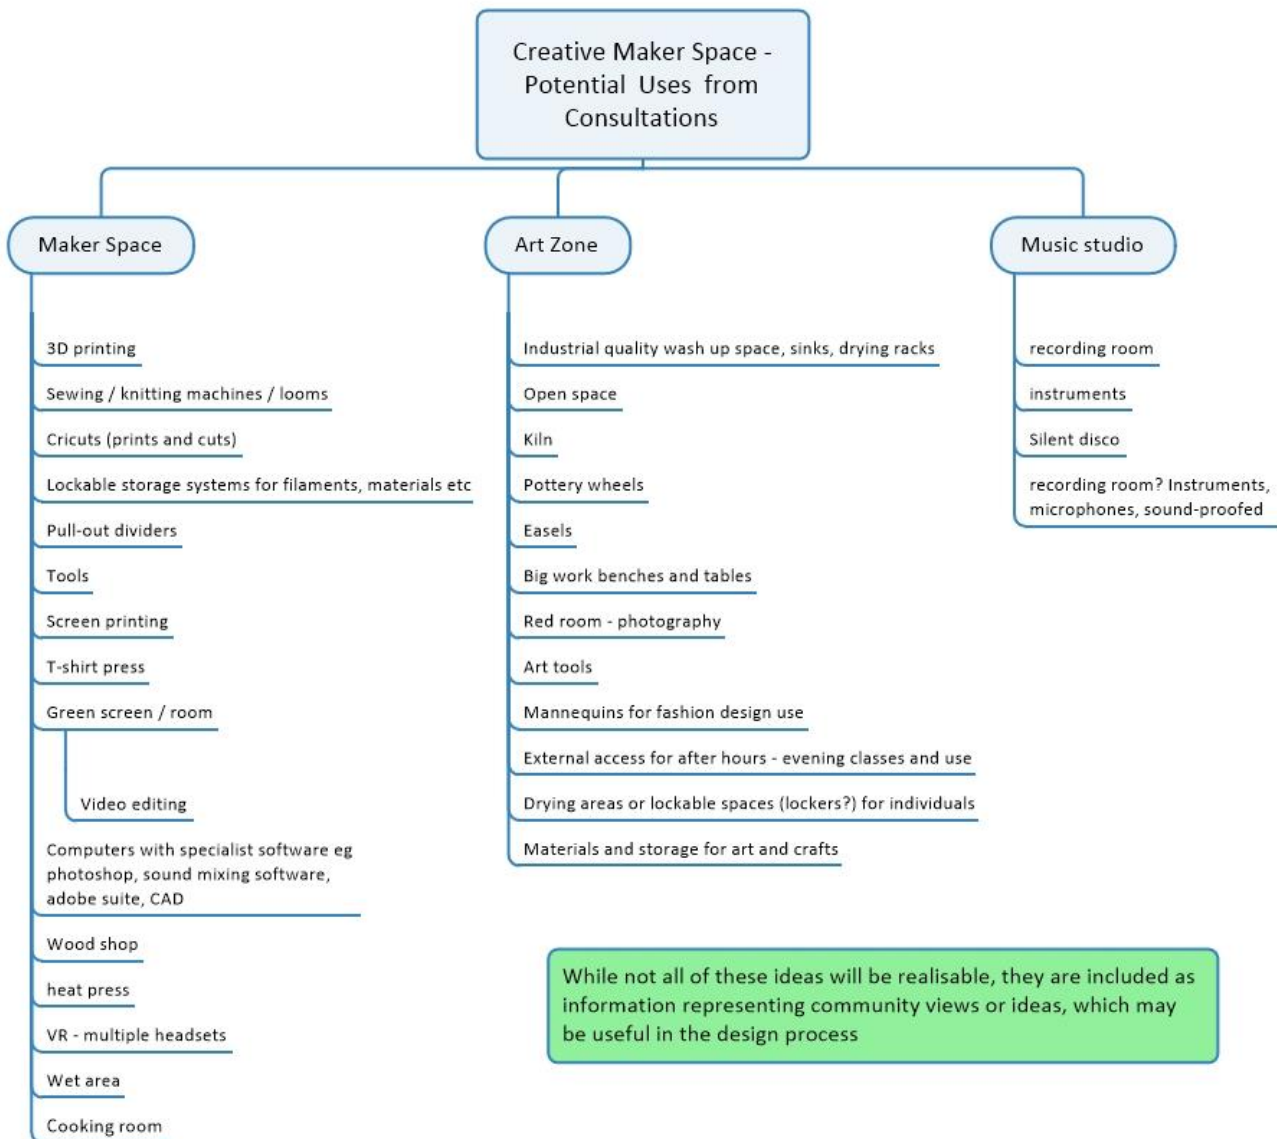 Creative Maker Space -
Potential Uses from
Consultations
Maker Space
3D printing
Sewing / knitting machines / looms
Cricuts (prints and cuts)
Lockable storage systems for filaments, materials etc
Pull-out dividers
Tools
Screen printing
T-shirt press
Green screen / room
Video editing
Computers with specialist software eg
photoshop, sound mixing software,
adobe suite, CAD
Wood shop
heat press
VR - multiple headsets
Wet area
Cooking room
Art Zone
Industrial quality wash up space, sinks, drying racks
Open space
Kiln
Pottery wheels
Easels
Big work benches and tables
Red room - photography
Art tools
Mannequins for fashion design use
External access for after hours - evening classes and use
Drying areas or lockable spaces (lockers?) for individuals
Materials and storage for art and crafts
Music studio
recording room
instruments
Silent disco
recording room? Instruments,
microphones, sound-proofed
While not all of these ideas will be realisable, they are included as
information representing community views or ideas, which may
be useful in the design process